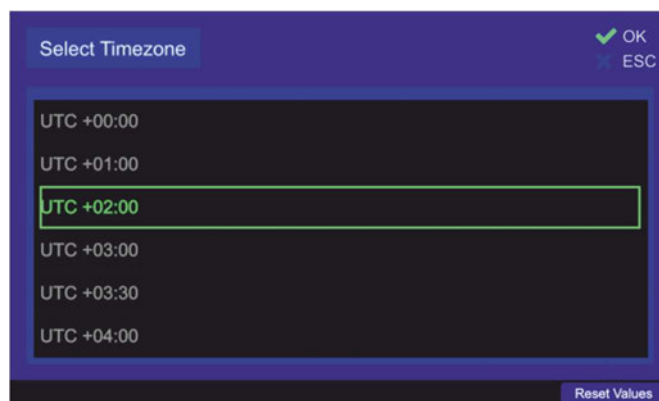 Select Timezone
OK
ESC
UTC +00:00
UTC +01:00
UTC +02:00
UTC +03:00
UTC +03:30
UTC +04:00
Reset Values